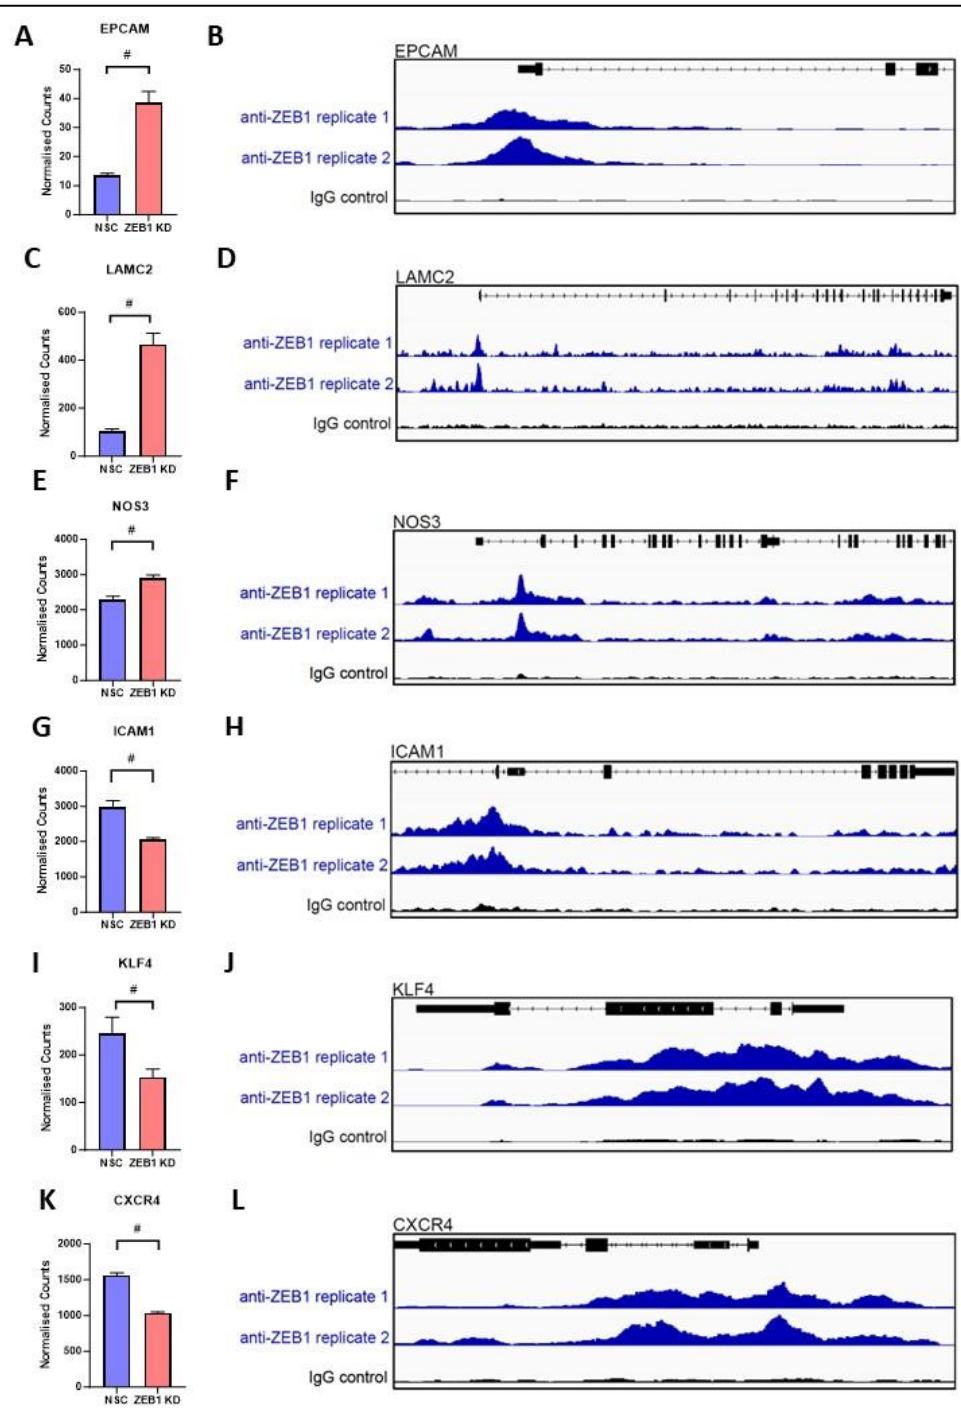 A
EPCAM
#
Normalised Counts
50
40
30
20
10
0
NSC ZEB1 KD
B
EPCAM
anti-ZEB1 replicate 1
anti-ZEB1 replicate 2
IgG control
C
LAMC2
#
Normalised Counts
600
400
200
0
NSC ZEB1 KD
D
LAMC2
anti-ZEB1 replicate 1
anti-ZEB1 replicate 2
IgG control
E
NOS3
#
Normalised Counts
4000
3000
2000
1000
0
NSC ZEB1 KD
F
NOS3
anti-ZEB1 replicate 1
anti-ZEB1 replicate 2
IgG control
G
ICAM1
#
Normalised Counts
4000
3000
2000
1000
0
NSC ZEB1 KD
H
ICAM1
anti-ZEB1 replicate 1
anti-ZEB1 replicate 2
IgG control
I
KLF4
#
Normalised Counts
300
200
100
0
NSC ZEB1 KD
J
KLF4
anti-ZEB1 replicate 1
anti-ZEB1 replicate 2
IgG control
K
CXCR4
#
Normalised Counts
2000
1500
1000
500
0
NSC ZEB1 KD
L
CXCR4
anti-ZEB1 replicate 1
anti-ZEB1 replicate 2
IgG control